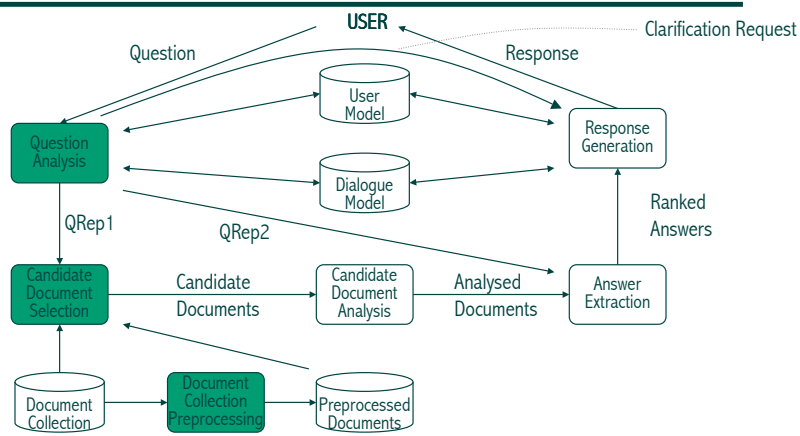 USER
Clarification Request
Question
Response
User
Model
Question
Analysis
Response
Generation
Dialogue
Model
QRep1
QRep2
Ranked
Answers
Candidate
Document
Selection
Candidate
Documents
Candidate
Document
Analysis
Analysed
Documents
Answer
Extraction
Document
Collection
Document
Collection
Preprocessing
Preprocessed
Documents